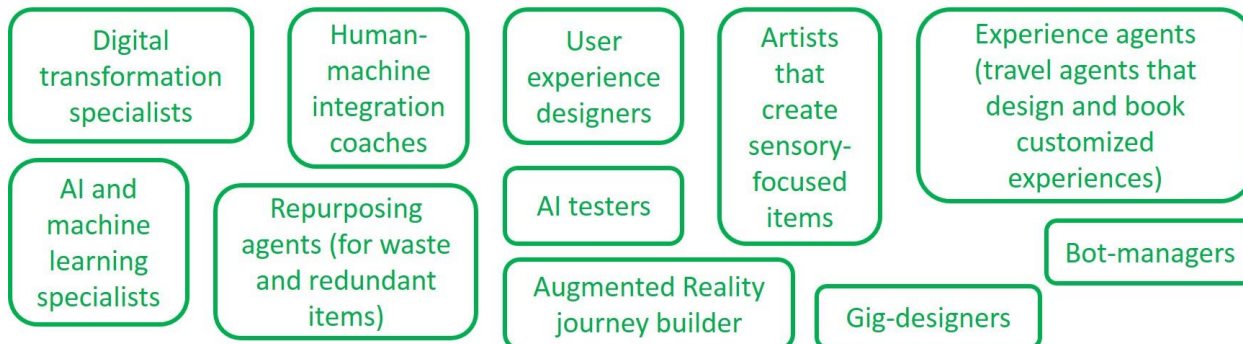 Digital
transformation
specialists
Human-
machine
integration
coaches
User
experience
designers
Artists
that
create
sensory-
focused
items
Experience agents
(travel agents that
design and book
customized
experiences)
AI and
machine
learning
specialists
Repurposing
agents (for waste
and redundant
items)
AI testers
Bot-managers
Augmented Reality
journey builder
Gig-designers